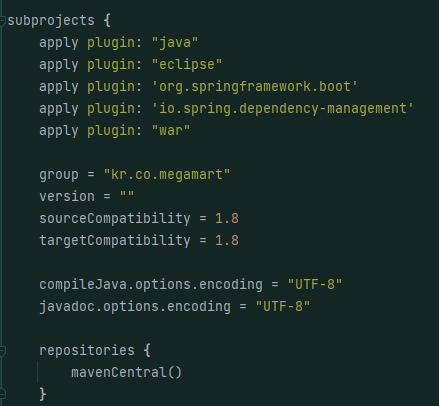 subprojects {
    apply plugin: "java"
    apply plugin: "eclipse"
    apply plugin: 'org.springframework.boot'
    apply plugin: 'io.spring.dependency-management'
    apply plugin: "war"

    group = "kr.co.megamart"
    version = ""
    sourceCompatibility = 1.8
    targetCompatibility = 1.8

    compileJava.options.encoding = "UTF-8"
    javadoc.options.encoding = "UTF-8"

    repositories {
        mavenCentral()
    }